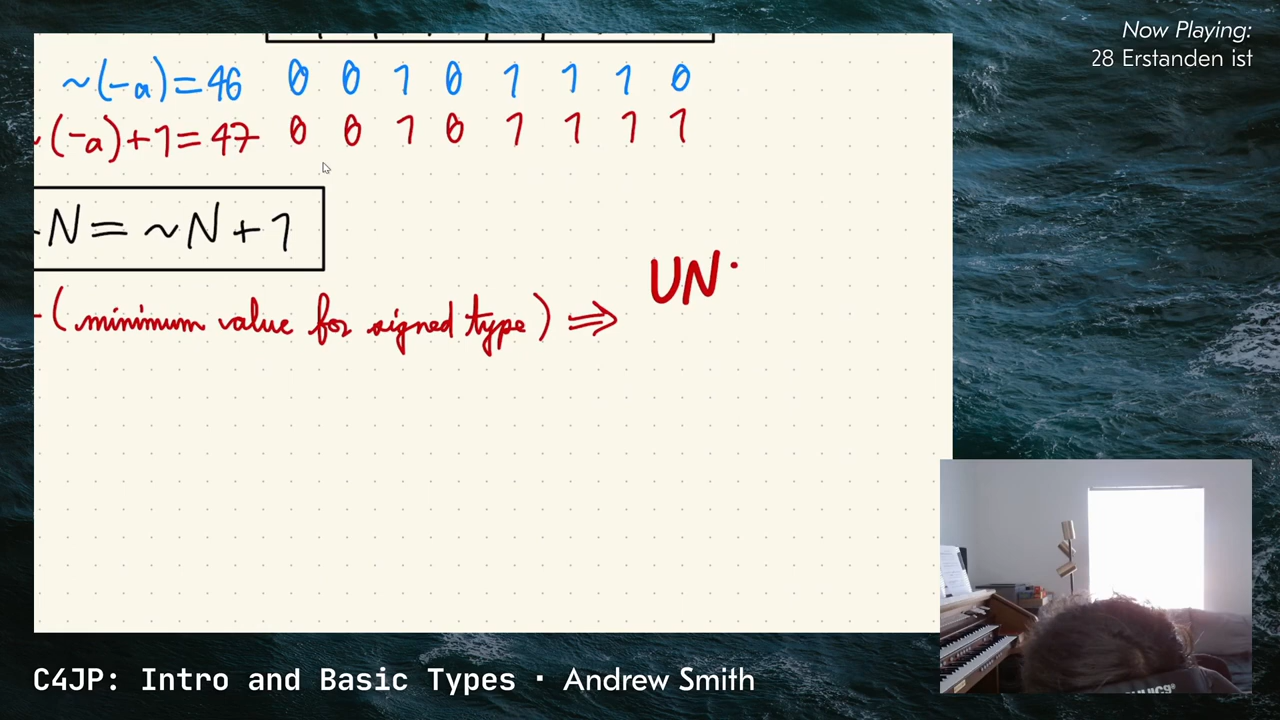 Now Playing:
28 Erstanden ist
~(-a)=46 0 0 1 0 1 1 1 0
(-a)+1=47 0 0 1 0 1 1 1 1
N=~N+1
-(minimum value for signed type) ⇒ UN
C4JP: Intro and Basic Types · Andrew Smith